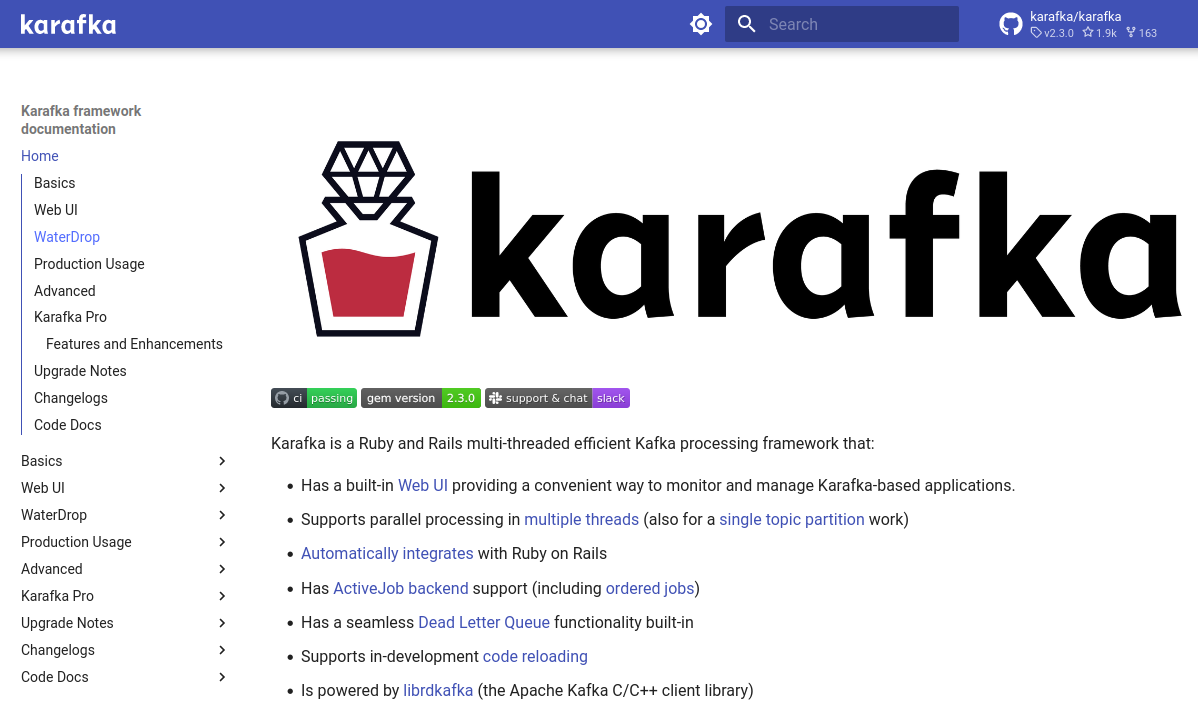 karafka
Search
karafka/karafka
v2.3.0 1.9k 163
Karafka framework
documentation
Home
Basics
Web UI
WaterDrop
Production Usage
Advanced
Karafka Pro
Features and Enhancements
Upgrade Notes
Changelogs
Code Docs
Basics
Web UI
WaterDrop
Production Usage
Advanced
Karafka Pro
Upgrade Notes
Changelogs
Code Docs
karafka
ci passing gem version 2.3.0 support & chat slack
Karafka is a Ruby and Rails multi-threaded efficient Kafka processing framework that:
• Has a built-in Web UI providing a convenient way to monitor and manage Karafka-based applications.
• Supports parallel processing in multiple threads (also for a single topic partition work)
• Automatically integrates with Ruby on Rails
• Has ActiveJob backend support (including ordered jobs)
• Has a seamless Dead Letter Queue functionality built-in
• Supports in-development code reloading
• Is powered by librdkafka (the Apache Kafka C/C++ client library)